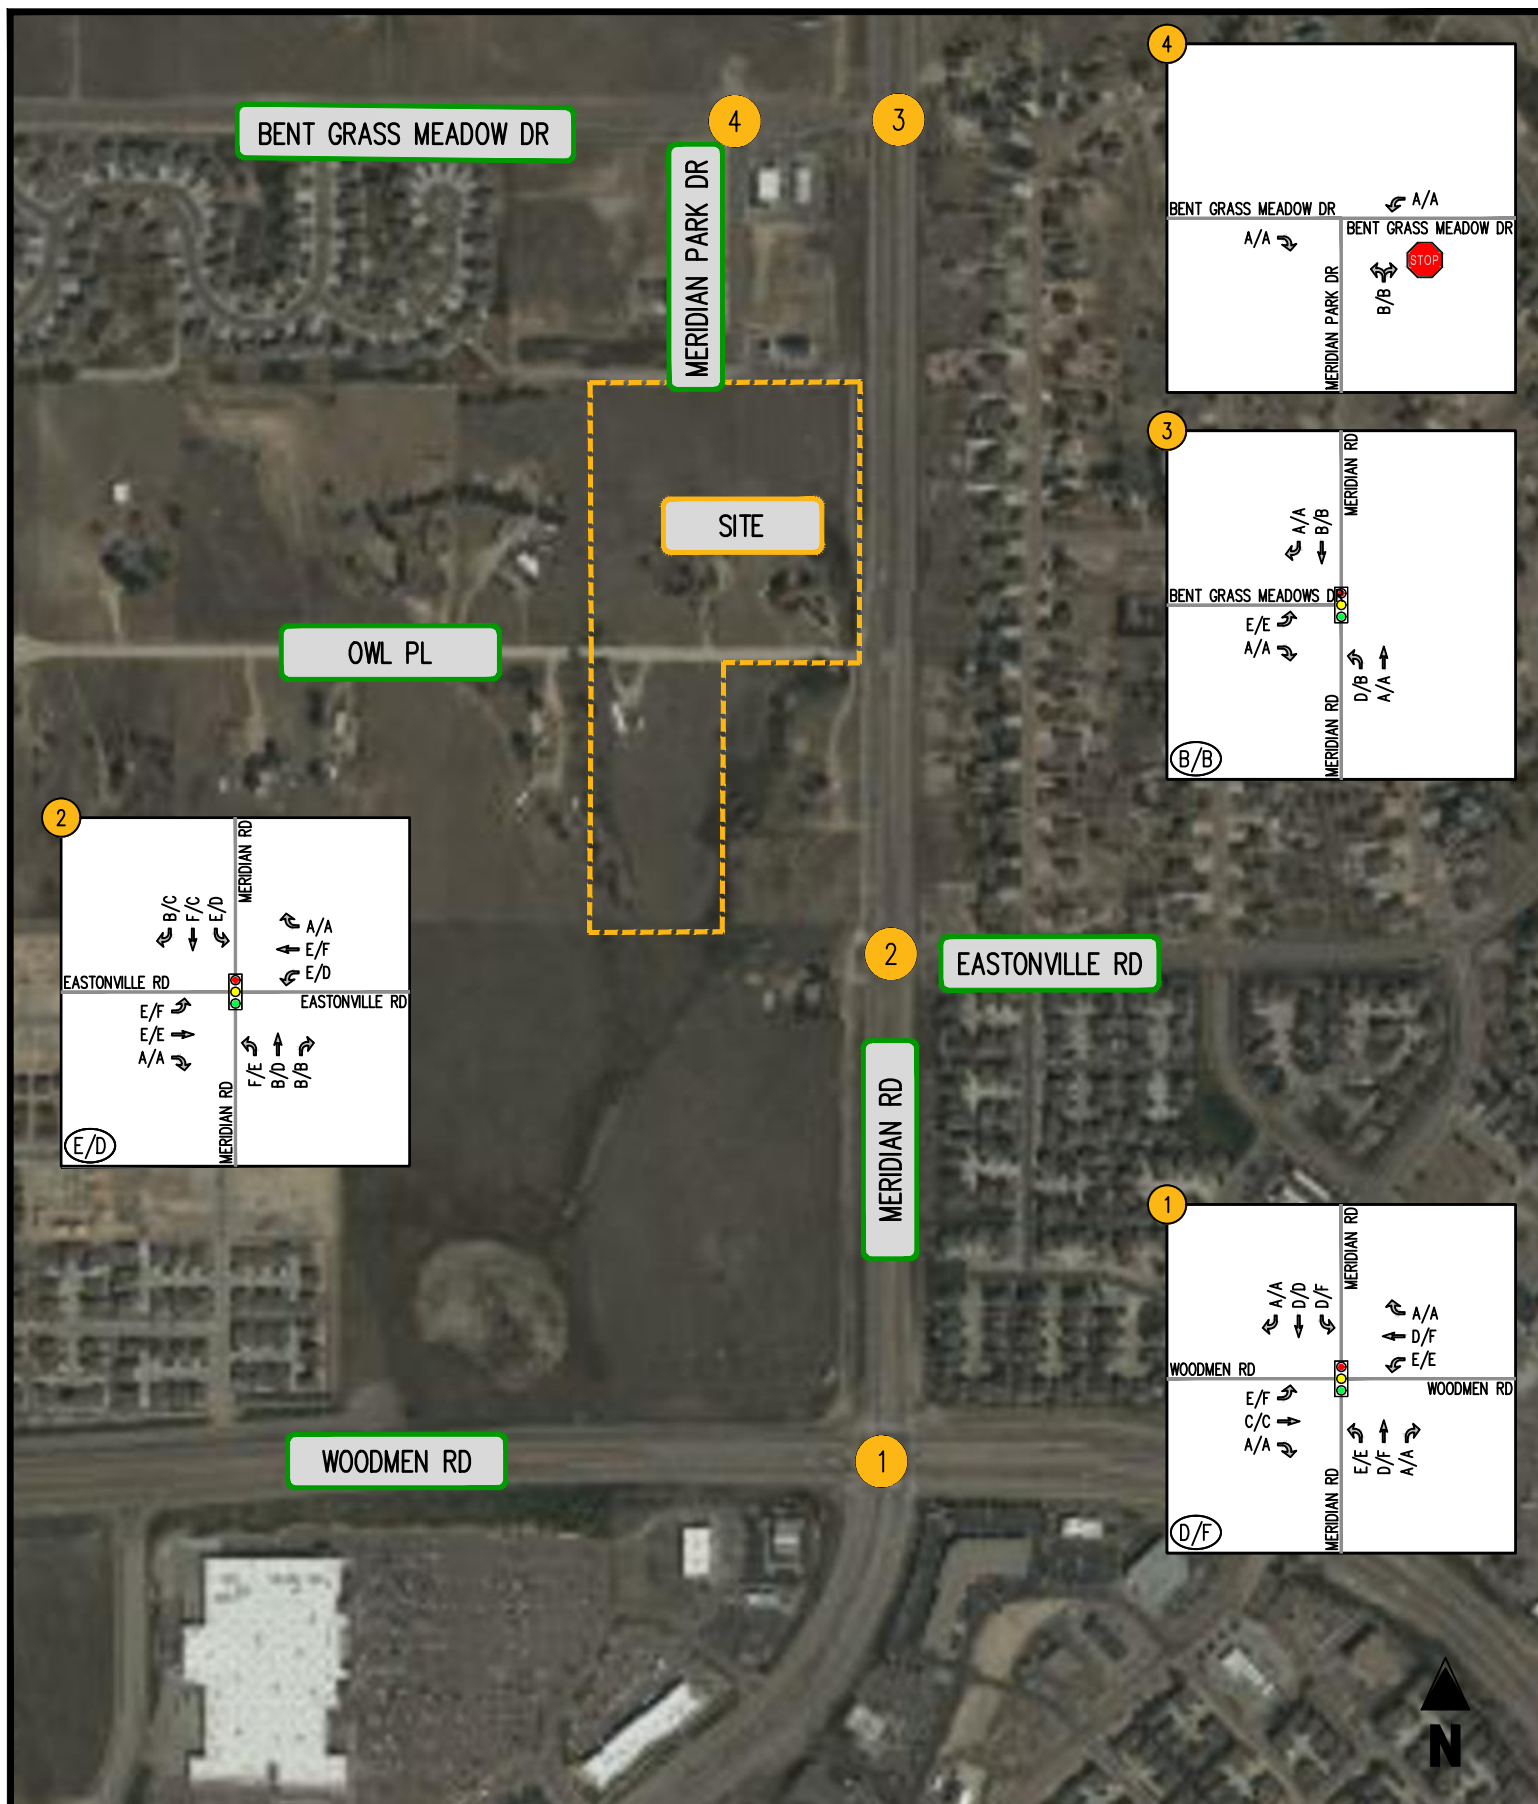 BENT GRASS MEADOW DR
4
3
MERIDIAN PARK DR
SITE
OWL PL
2
EASTONVILLE RD
MERIDIAN RD
WOODMEN RD
1
N
4
A/A
BENT GRASS MEADOW DR
BENT GRASS MEADOW DR
A/A
STOP
B/B
MERIDIAN PARK DR
3
MERIDIAN RD
A/A
B/B
BENT GRASS MEADOWS DR
E/E
A/A
D/B
A/A
MERIDIAN RD
B/B
2
MERIDIAN RD
B/C
F/C
E/D
A/A
E/F
E/D
EASTONVILLE RD
EASTONVILLE RD
E/F
E/E
A/A
F/E
B/D
B/B
MERIDIAN RD
E/D
1
MERIDIAN RD
A/A
D/D
D/F
A/A
D/F
E/E
WOODMEN RD
WOODMEN RD
E/F
C/C
A/A
E/E
D/F
A/A
MERIDIAN RD
D/F